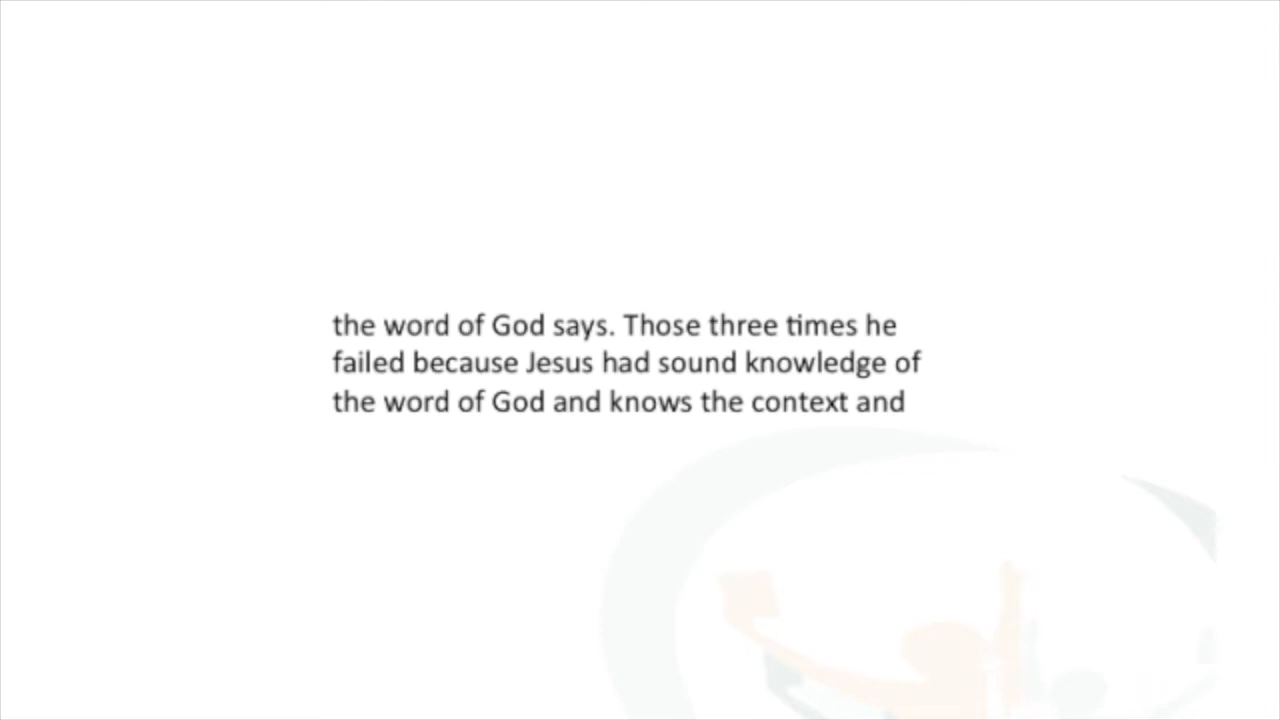 the word of God says. Those three times he
failed because Jesus had sound knowledge of
the word of God and knows the context and